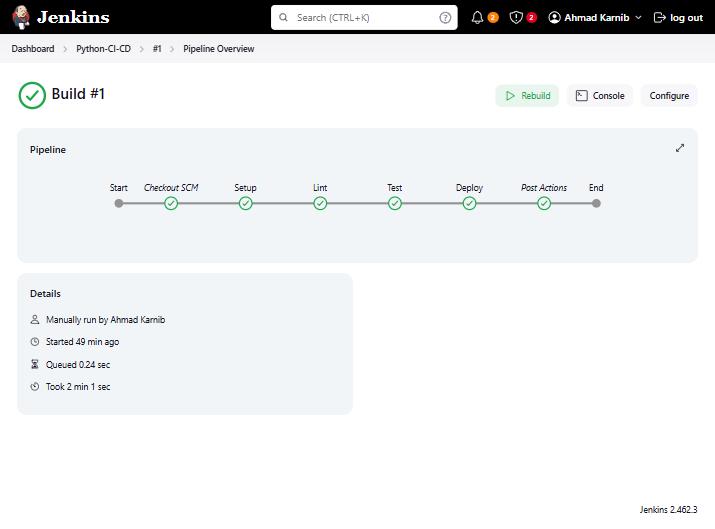 Jenkins
Search (CTRL+K)
2
2
Ahmad Karnib
log out
Dashboard > Python-CI-CD > #1 > Pipeline Overview
Build #1
Rebuild
Console
Configure
Pipeline
Start Checkout SCM Setup Lint Test Deploy Post Actions End
Details
Manually run by Ahmad Karnib
Started 49 min ago
Queued 0.24 sec
Took 2 min 1 sec
Jenkins 2.462.3